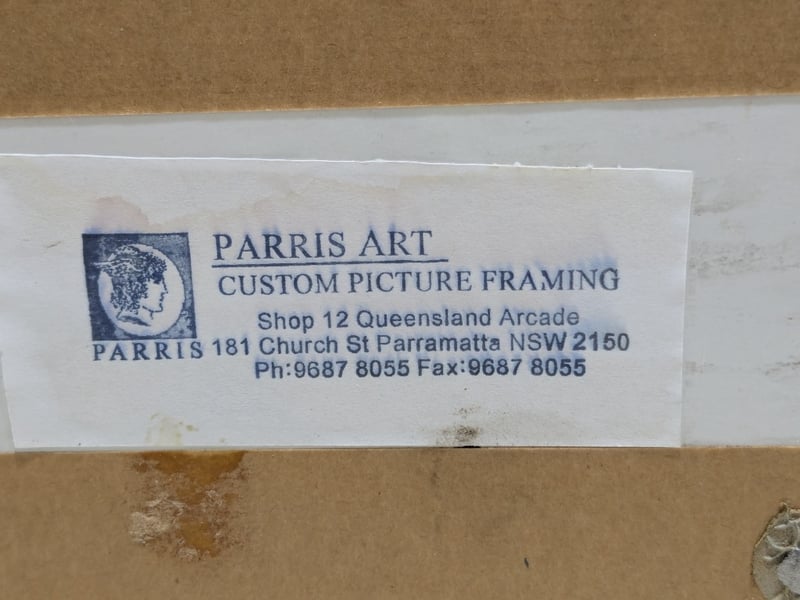 PARRIS ART
CUSTOM PICTURE FRAMING
Shop 12 Queensland Arcade
PARRIS
181 Church St Parramatta NSW 2150
Ph:9687 8055 Fax:9687 8055